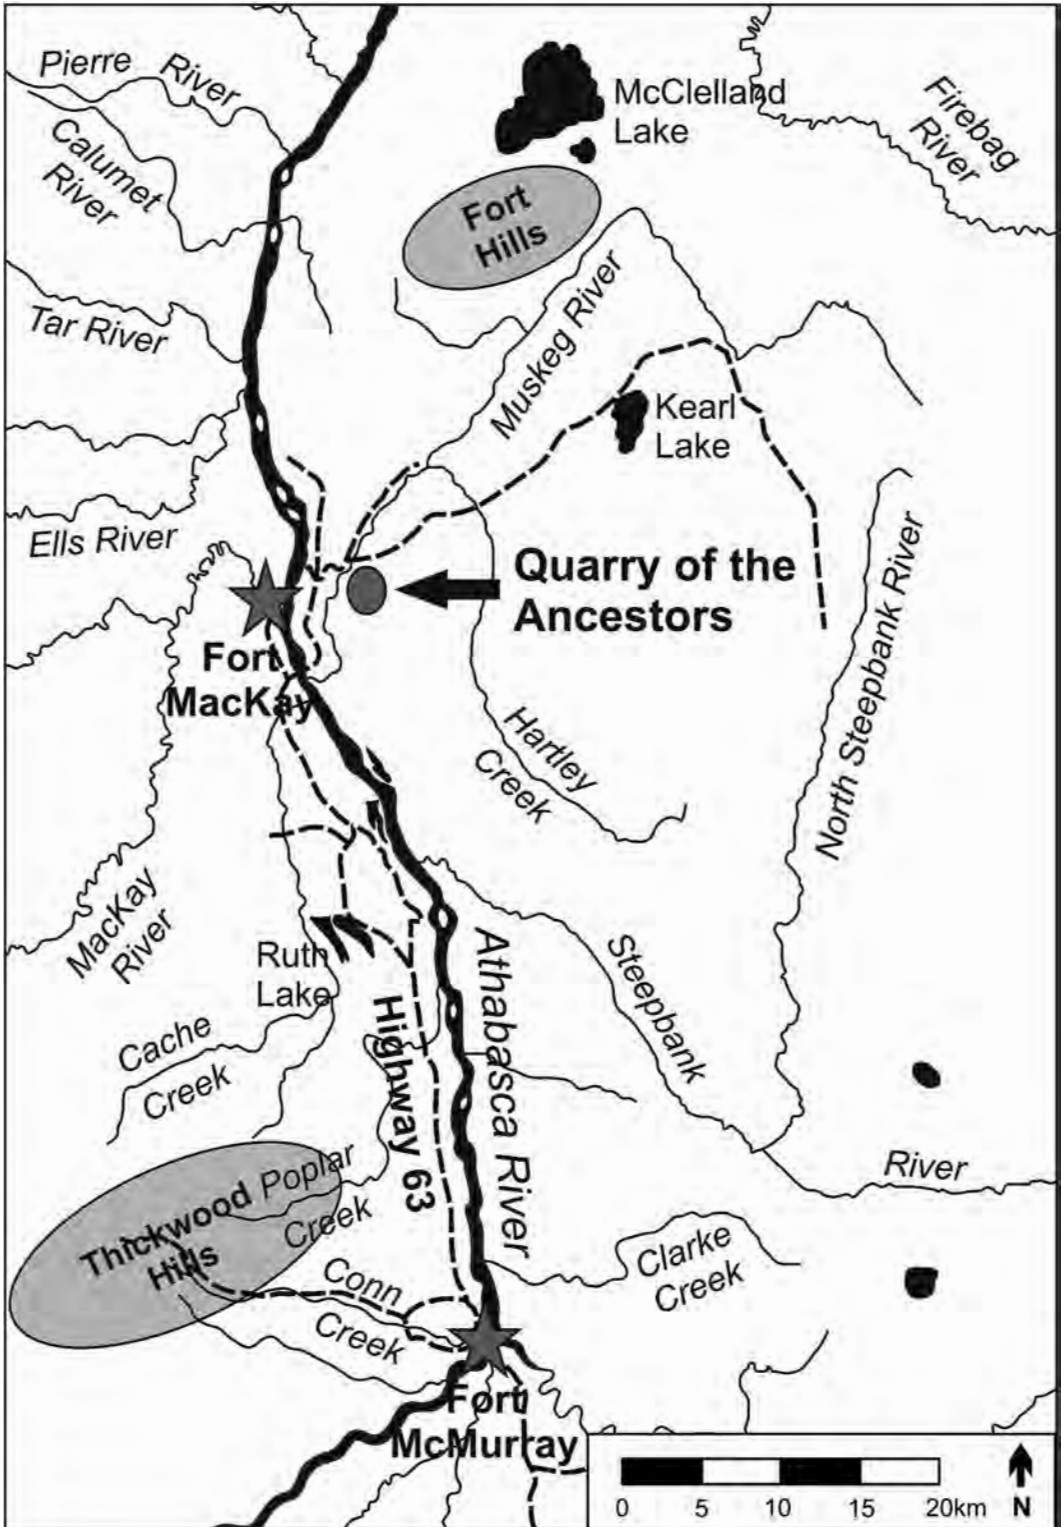 Pierre River
McClelland
Lake
Firebag
River
Calumet
River
Fort
Hills
Tar River
Muskeg River
Kearl
Lake
Ells River
Quarry of the
Ancestors
North Steepbank River
Fort
MacKay
Hartley
Creek
MacKay
River
Ruth
Lake
Athabasca River
Steepbank
River
Highway 63
Cache
Creek
Poplar
Creek
Thickwood
Hills
Conn
Creek
Clarke
Creek
Fort
McMurray
0 5 10 15 20km N